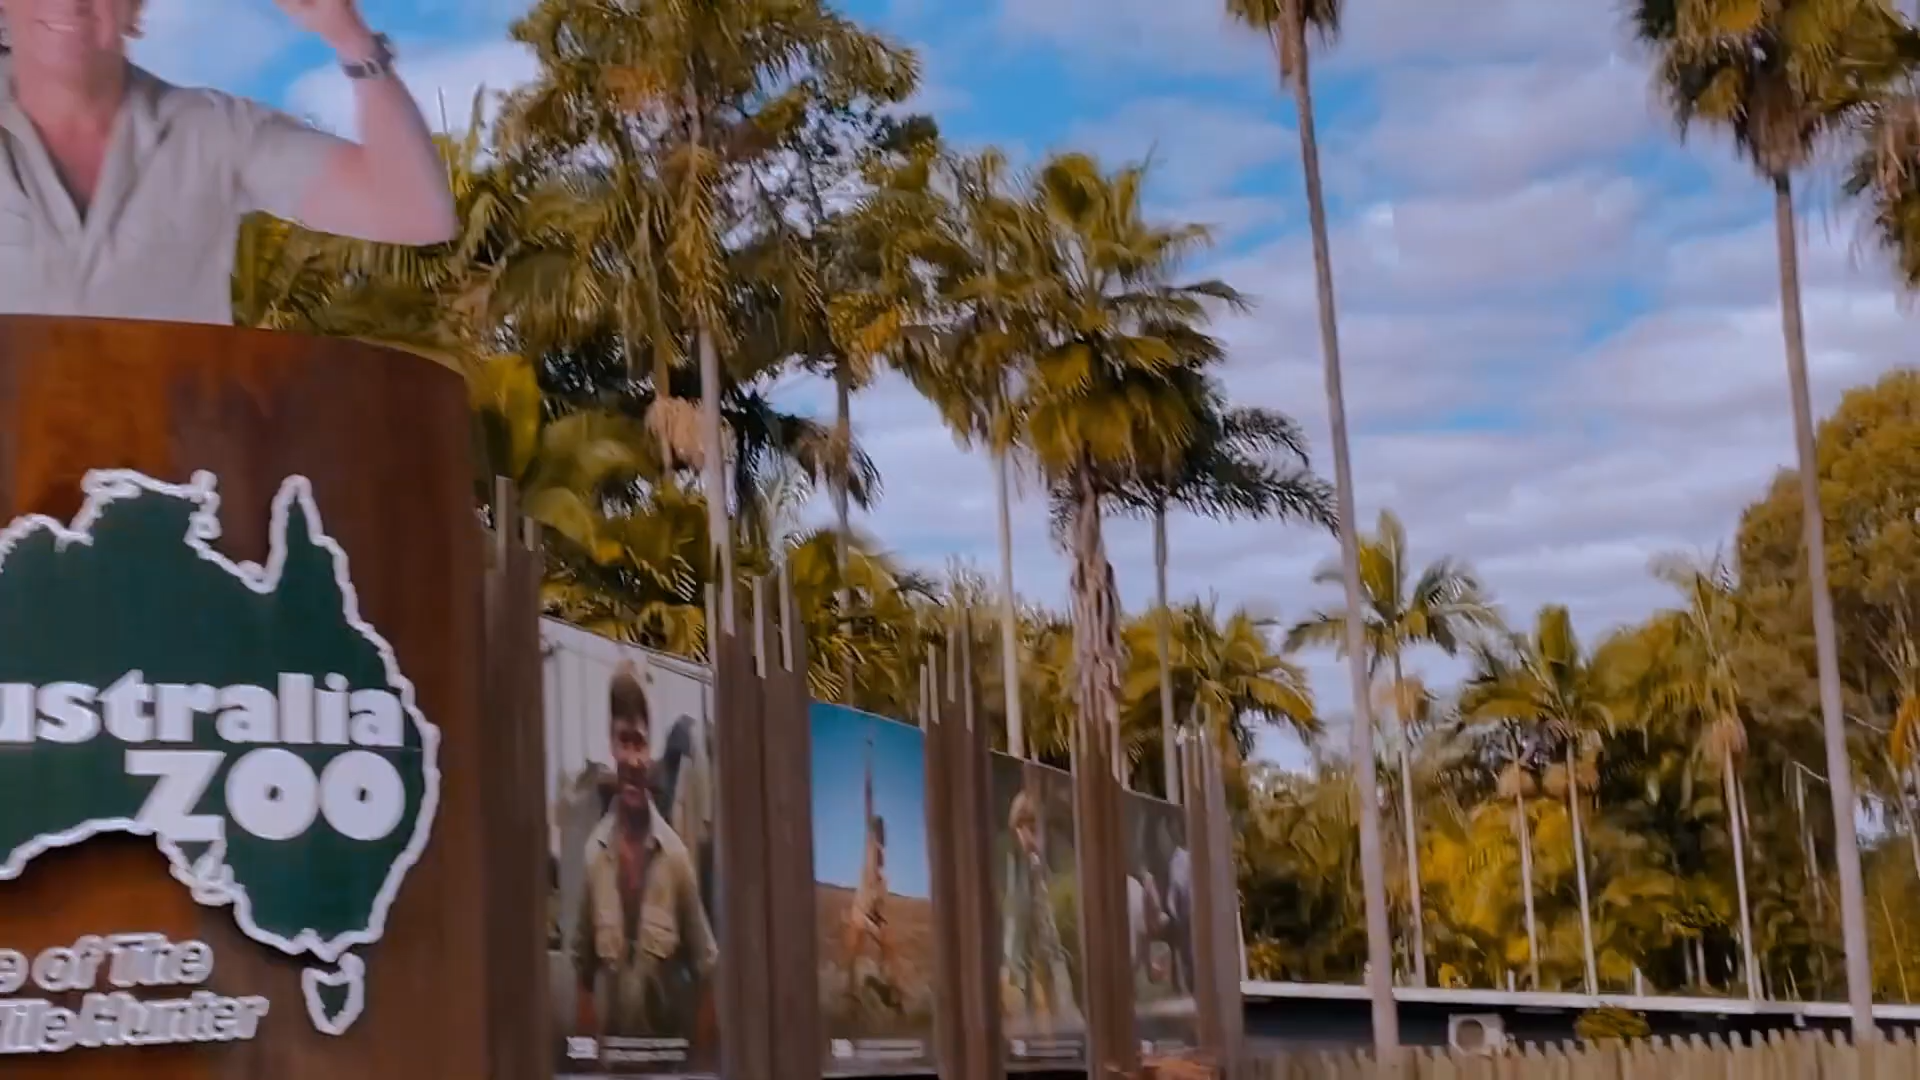 ustralia
ZOO
e of The
ile Hunter